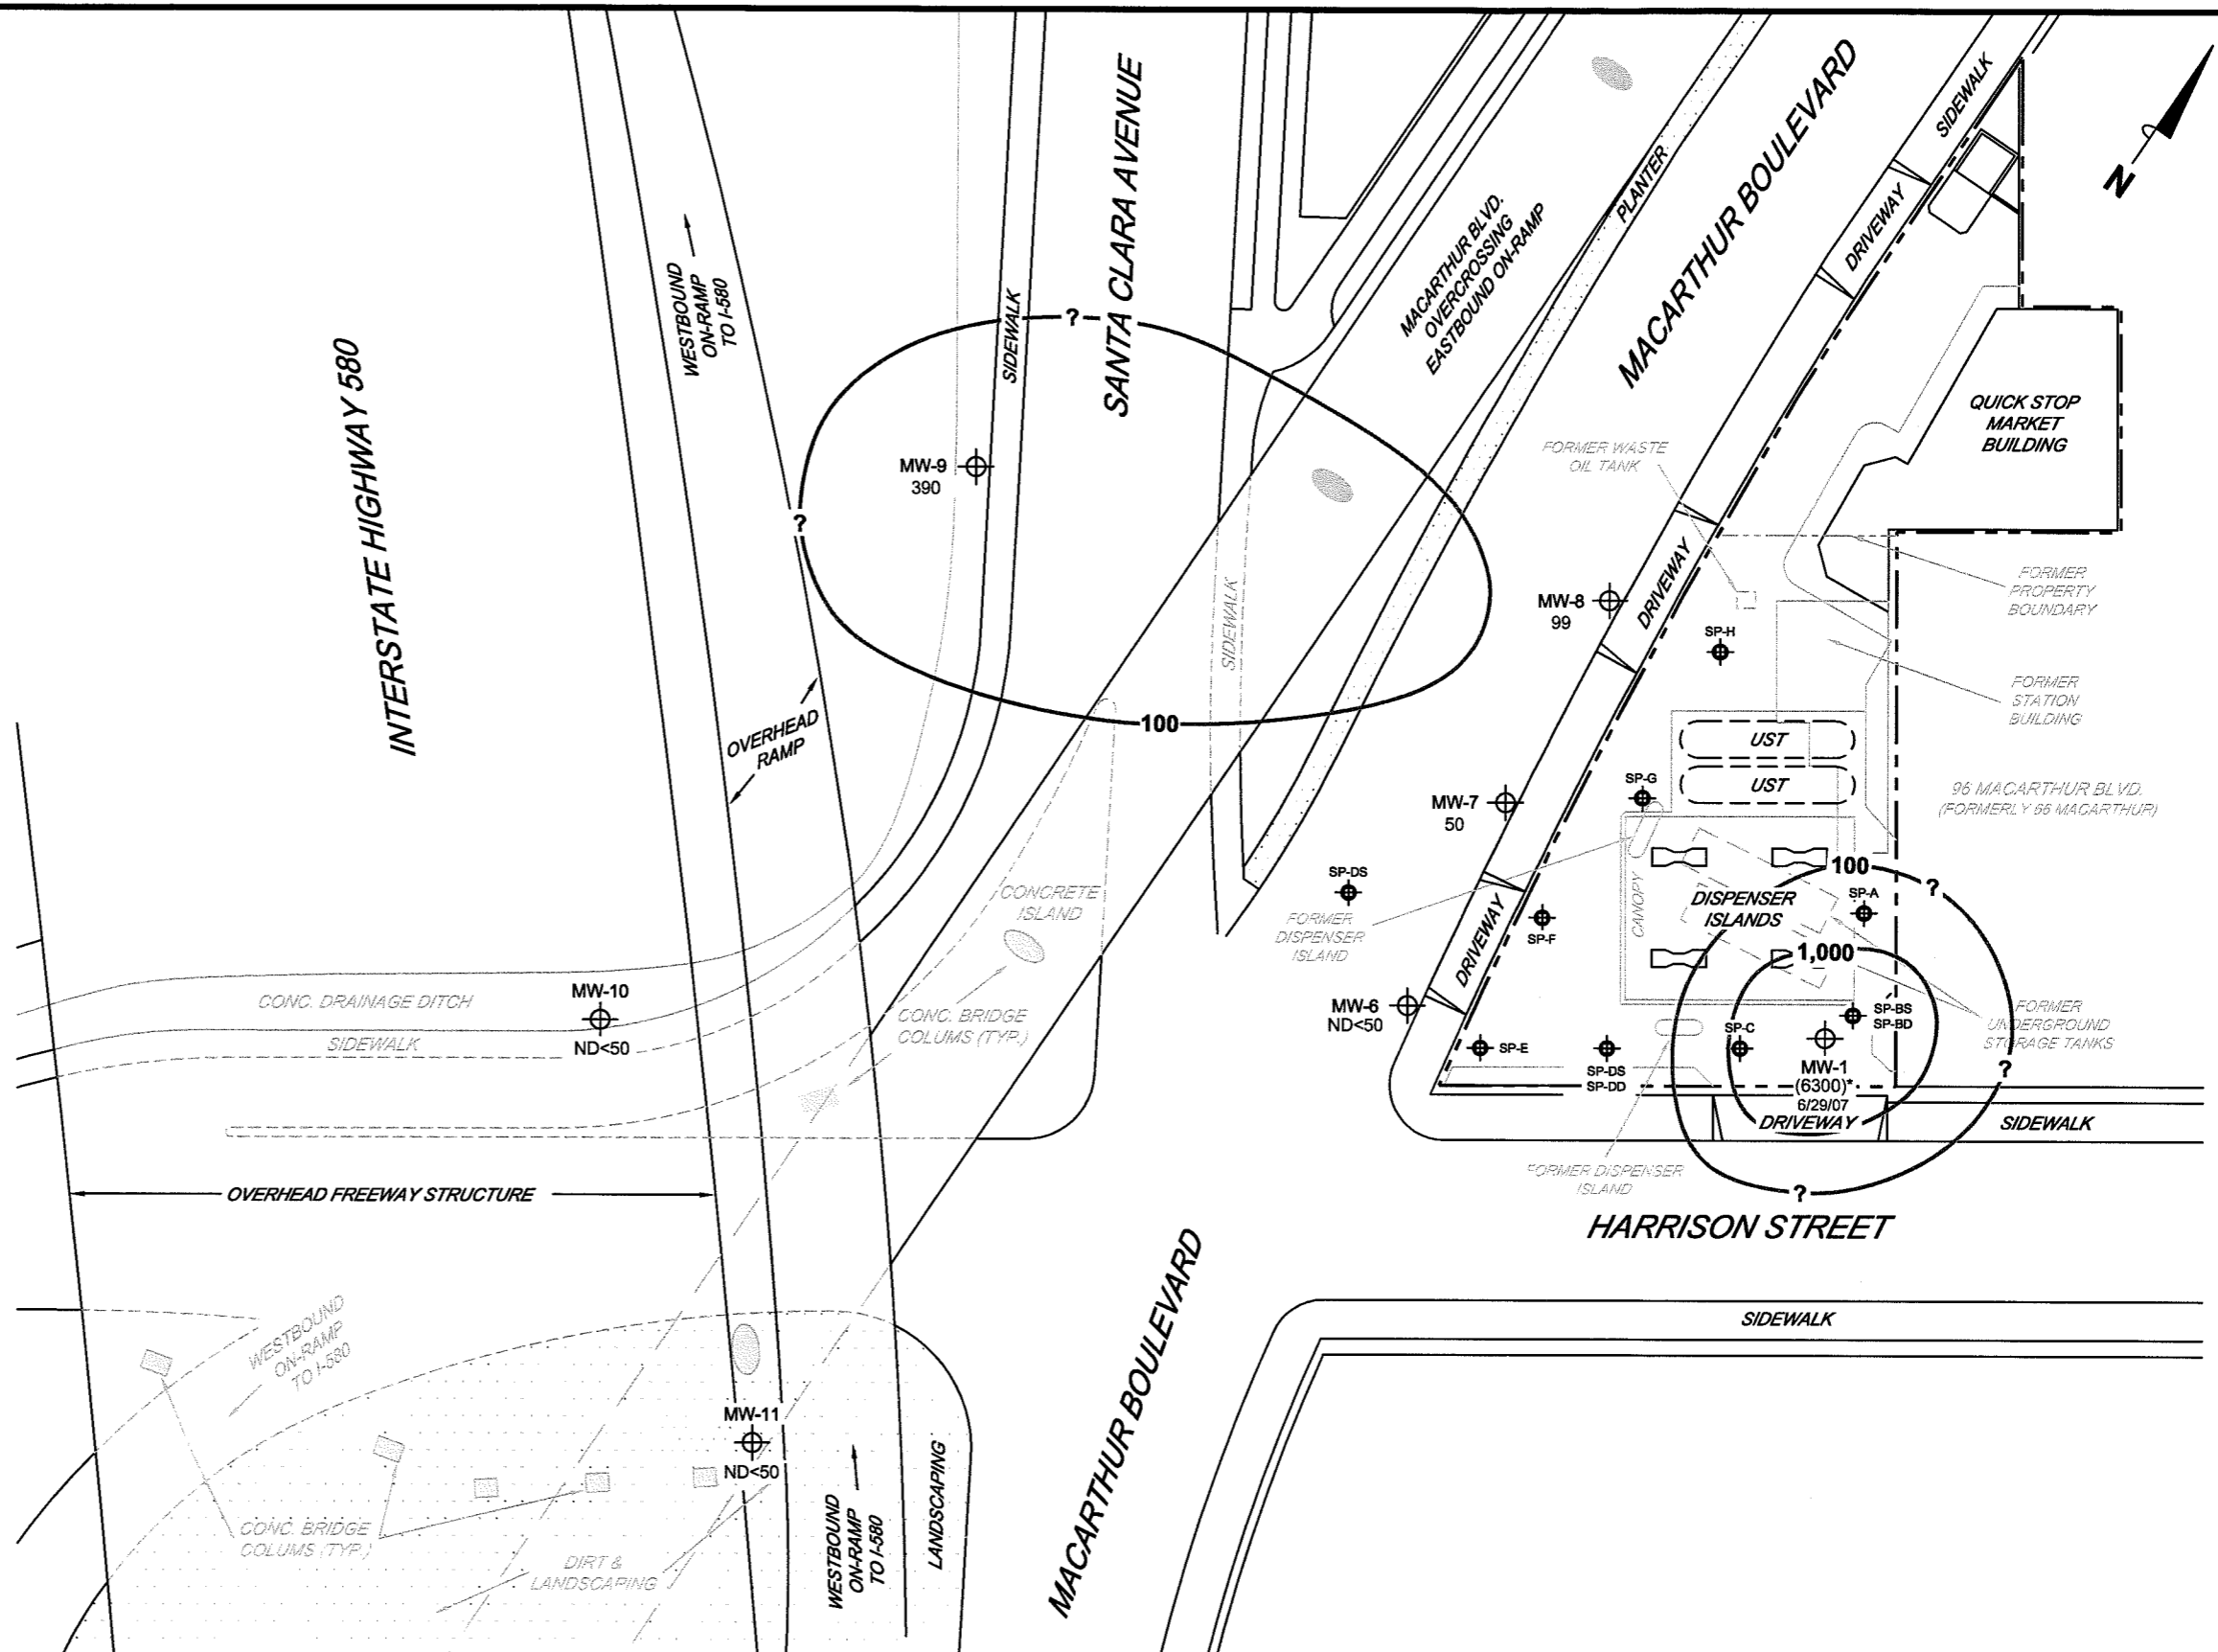 INTERSTATE HIGHWAY 580
WESTBOUND
ON-RAMP
TO I-580
SIDEWALK
SANTA CLARA AVENUE
MACARTHUR BLVD.
OVERCROSSING
EASTBOUND ON-RAMP
PLANTER
MACARTHUR BOULEVARD
SIDEWALK
DRIVEWAY
N
QUICK STOP
MARKET
BUILDING
?
MW-9
390
?
100
OVERHEAD
RAMP
SIDEWALK
FORMER WASTE
OIL TANK
MW-8
99
DRIVEWAY
SP-H
FORMER
PROPERTY
BOUNDARY
FORMER
STATION
BUILDING
UST
UST
SP-G
96 MACARTHUR BLVD.
(FORMERLY 66 MACARTHUR)
MW-7
50
SP-DS
FORMER
DISPENSER
ISLAND
DRIVEWAY
SP-F
CANOPY
100
?
DISPENSER
ISLANDS
SP-A
1,000
CONCRETE
ISLAND
CONC. BRIDGE
COLUMS (TYP.)
CONC. DRAINAGE DITCH
SIDEWALK
MW-10
ND<50
MW-6
ND<50
SP-E
SP-DS
SP-DD
SP-C
SP-BS
SP-BD
MW-1
(6300)*
6/29/07
DRIVEWAY
FORMER
UNDERGROUND
STORAGE TANKS
?
SIDEWALK
FORMER DISPENSER
ISLAND
?
HARRISON STREET
OVERHEAD FREEWAY STRUCTURE
SIDEWALK
WESTBOUND
ON-RAMP
TO I-580
MW-11
ND<50
CONC. BRIDGE
COLUMS (TYP.)
DIRT &
LANDSCAPING
WESTBOUND
ON-RAMP
TO I-580
LANDSCAPING
MACARTHUR BOULEVARD